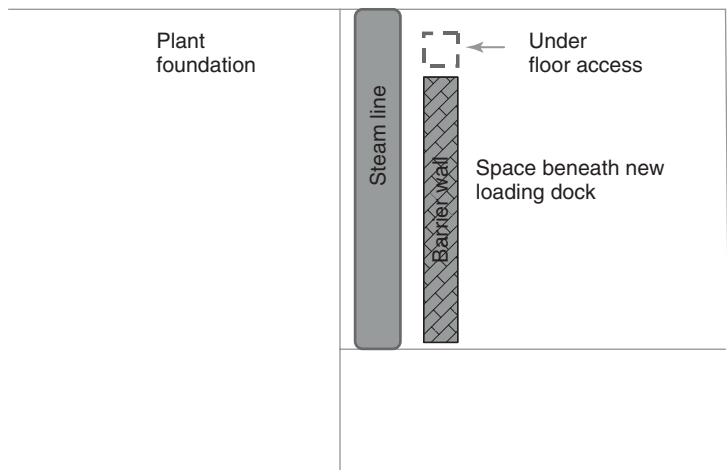 Plant
foundation
Steam line
Barrier wall
Under
floor access
Space beneath new
loading dock